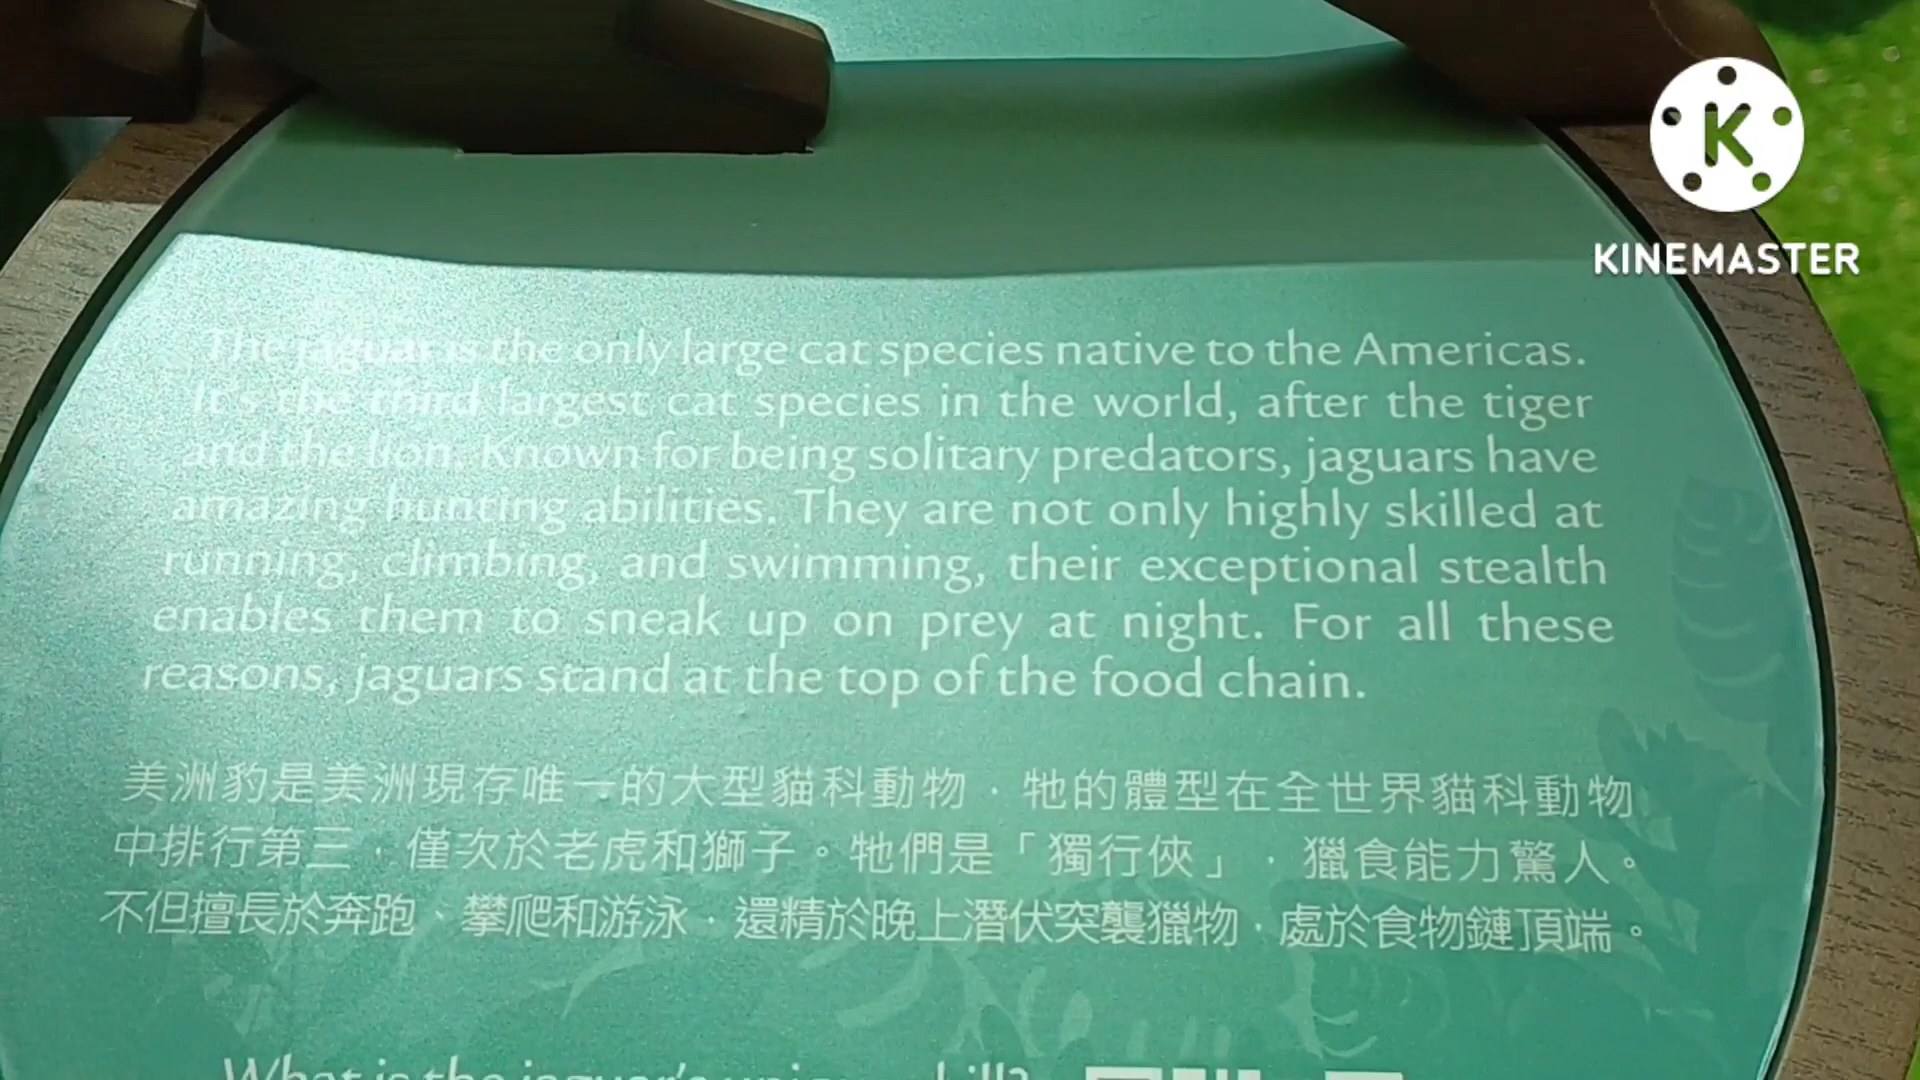 K
KINEMASTER
The jaguar is the only large cat species native to the Americas.
It's the third largest cat species in the world, after the tiger
and the lion. Known for being solitary predators, jaguars have
amazing hunting abilities. They are not only highly skilled at
running, climbing, and swimming, their exceptional stealth
enables them to sneak up on prey at night. For all these
reasons, jaguars stand at the top of the food chain.
美洲豹是美洲現存唯一的大型貓科動物，牠的體型在全世界貓科動物
中排行第三，僅次於老虎和獅子。牠們是「獨行俠」，獵食能力驚人。
不但擅長於奔跑、攀爬和游泳，還精於晚上潛伏突襲獵物，處於食物鏈頂端。
What is the jaguar's